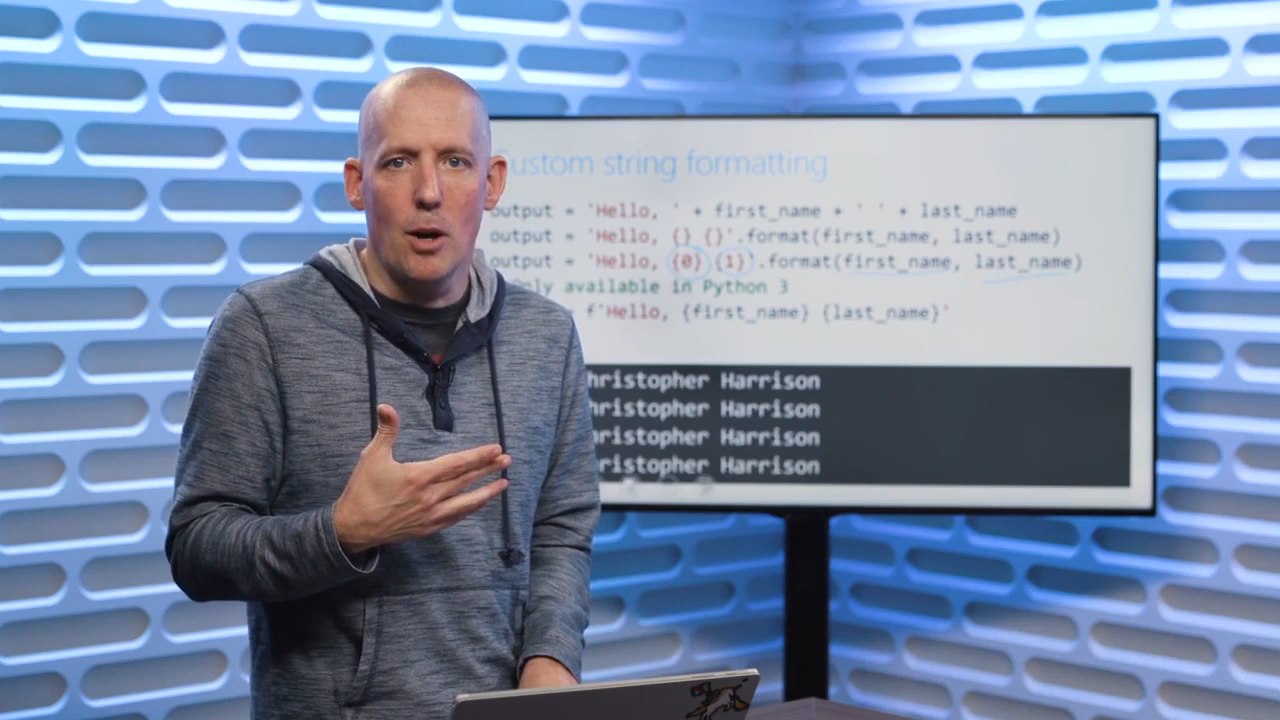 Custom string formatting
output = 'Hello, ' + first_name + ' ' + last_name
output = 'Hello, {} {}'.format(first_name, last_name)
output = 'Hello, {0} {1}'.format(first_name, last_name)
Only available in Python 3
f'Hello, {first_name} {last_name}'
hristopher Harrison
hristopher Harrison
hristopher Harrison
hristopher Harrison